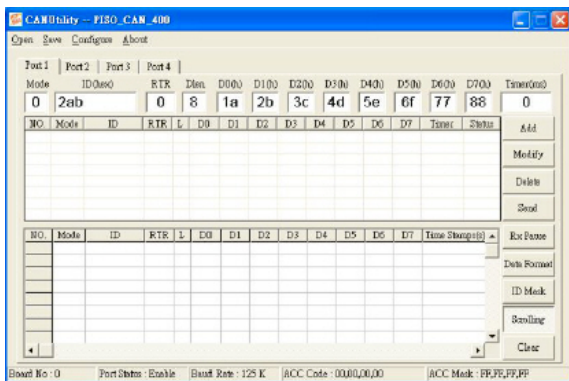 CANUtility -- PISO_CAN_400
Open Save Configure About
Port 1 Port 2 Port 3 Port 4
Mode ID(hex) RTR Dlen D0(h) D1(h) D2(h) D3(h) D4(h) D5(h) D6(h) D7(h) Timer(ms)
0 2ab 0 8 1a 2b 3c 4d 5e 6f 77 88 0
NO. Mode ID RTR L D0 D1 D2 D3 D4 D5 D6 D7 Timer Status
Add
Modify
Delete
Send
NO. Mode ID RTR L D0 D1 D2 D3 D4 D5 D6 D7 Time Stamps(s)
Rx Pause
Data Format
ID Mask
Scrolling
Clear
Board No : 0 Port Status : Enable Baud Rate : 125 K ACC Code : 00,00,00,00 ACC Mask : FF,FF,FF,FF